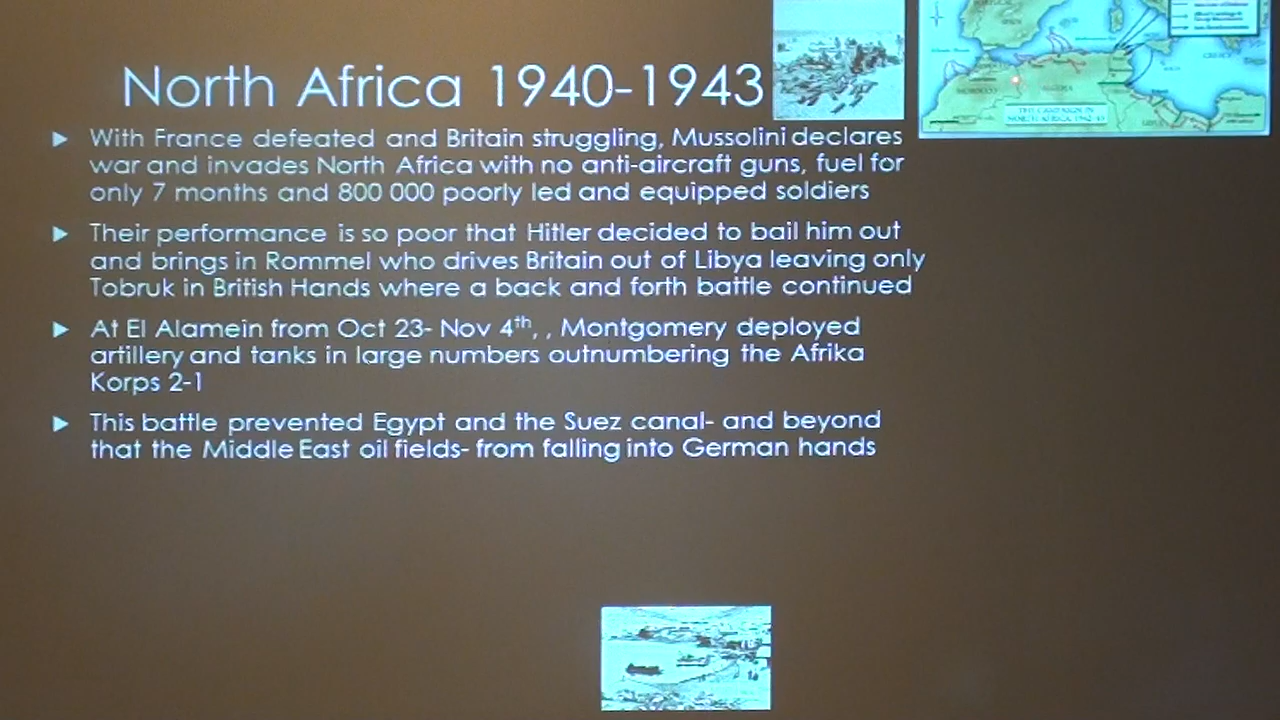 North Africa 1940-1943
With France defeated and Britain struggling, Mussolini declares
war and invades North Africa with no anti-aircraft guns, fuel for
only 7 months and 800 000 poorly led and equipped soldiers
Their performance is so poor that Hitler decided to bail him out
and brings in Rommel who drives Britain out of Libya leaving only
Tobruk in British Hands where a back and forth battle continued
At El Alamein from Oct 23- Nov 4th, , Montgomery deployed
artillery and tanks in large numbers outnumbering the Afrika
Korps 2-1
This battle prevented Egypt and the Suez canal- and beyond
that the Middle East oil fields- from falling into German hands
SPAIN
MOROCCO
ALGERIA